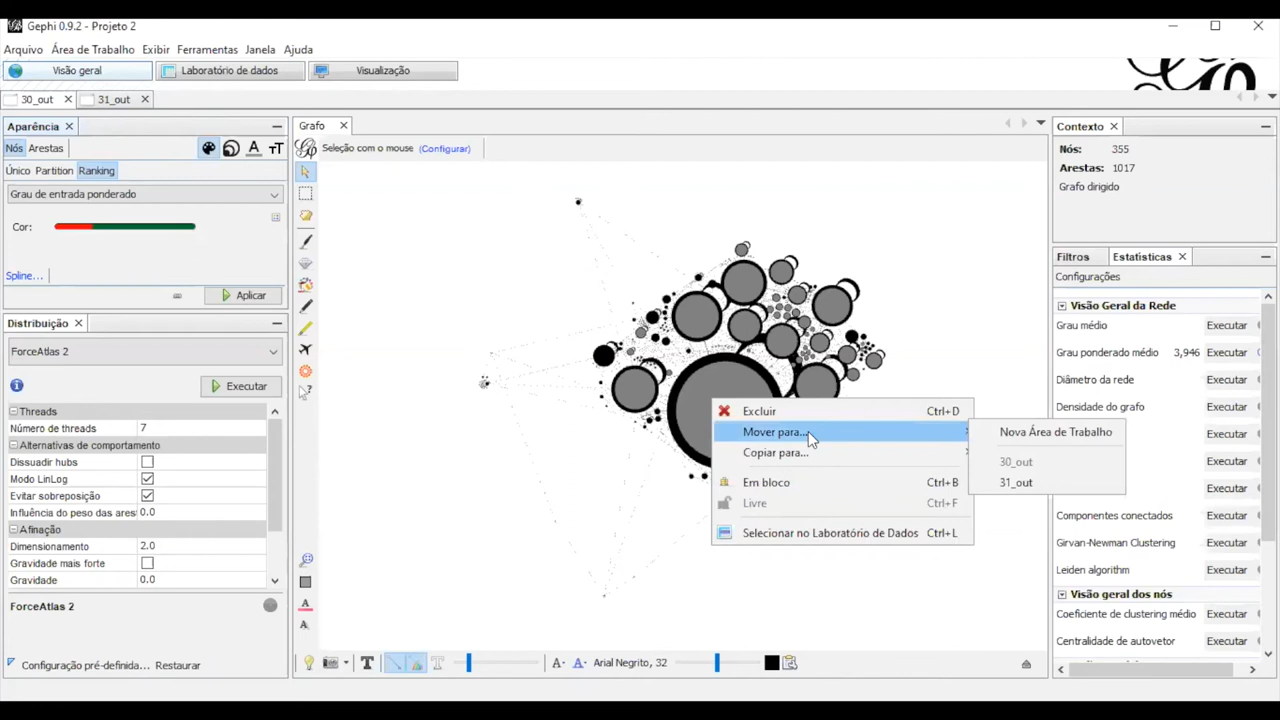 Gephi 0.9.2 - Projeto 2
Arquivo Área de Trabalho Exibir Ferramentas Janela Ajuda
Visão geral Laboratório de dados Visualização
30_out 31_out
Aparência
Nós Arestas
Único Partition Ranking
Grau de entrada ponderado
Cor:
Spline...
Aplicar
Distribuição
ForceAtlas 2
Executar
Threads
Número de threads 7
Alternativas de comportamento
Dissuadir hubs
Modo LinLog
Evitar sobreposição
Influência do peso das ares 0.0
Afinação
Dimensionamento 2.0
Gravidade mais forte
Gravidade 0.0
ForceAtlas 2
Configuração pré-definida... Restaurar
Grafo
Seleção com o mouse (Configurar)
Excluir Ctrl+D
Mover para...
Copiar para...
Em bloco Ctrl+B
Livre Ctrl+F
Selecionar no Laboratório de Dados Ctrl+L
Nova Área de Trabalho
30_out
31_out
Arial Negrito, 32
Contexto
Nós: 355
Arestas: 1017
Grafo dirigido
Filtros Estatísticas
Configurações
Visão Geral da Rede
Grau médio Executar
Grau ponderado médio 3,946 Executar
Diâmetro da rede Executar
Densidade do grafo Executar
Executar
Executar
Executar
Componentes conectados Executar
Girvan-Newman Clustering Executar
Leiden algorithm Executar
Visão geral dos nós
Coeficiente de clustering médio Executar
Centralidade de autovetor Executar